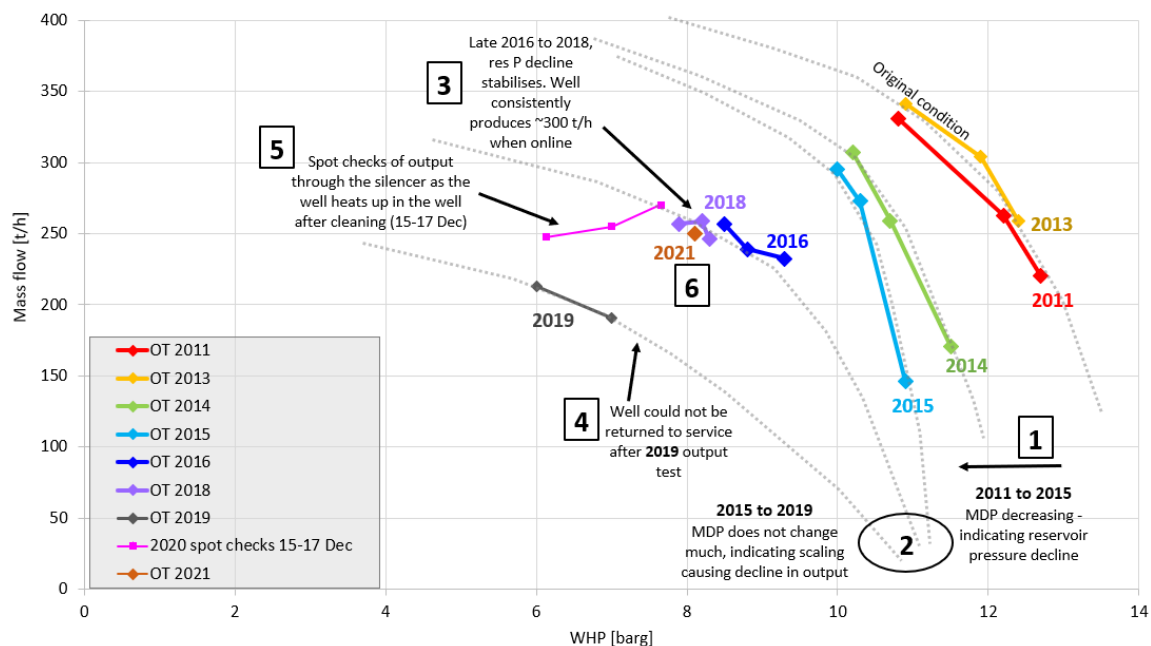 400
350
300
250
200
150
100
50
0
Mass flow [t/h]
0
2
4
6
8
10
12
14
WHP [barg]
3
Late 2016 to 2018,
res P decline
stabilises. Well
consistently
produces ~300 t/h
when online
Original condition
5
Spot checks of output
through the silencer as the
well heats up in the well
after cleaning (15-17 Dec)
2018
2021
2016
6
2013
2011
2019
2014
2015
4
Well could not be
returned to service
after 2019 output
test
1
2011 to 2015
MDP decreasing -
indicating reservoir
pressure decline
2015 to 2019
MDP does not change
much, indicating scaling
causing decline in output
2
OT 2011
OT 2013
OT 2014
OT 2015
OT 2016
OT 2018
OT 2019
2020 spot checks 15-17 Dec
OT 2021